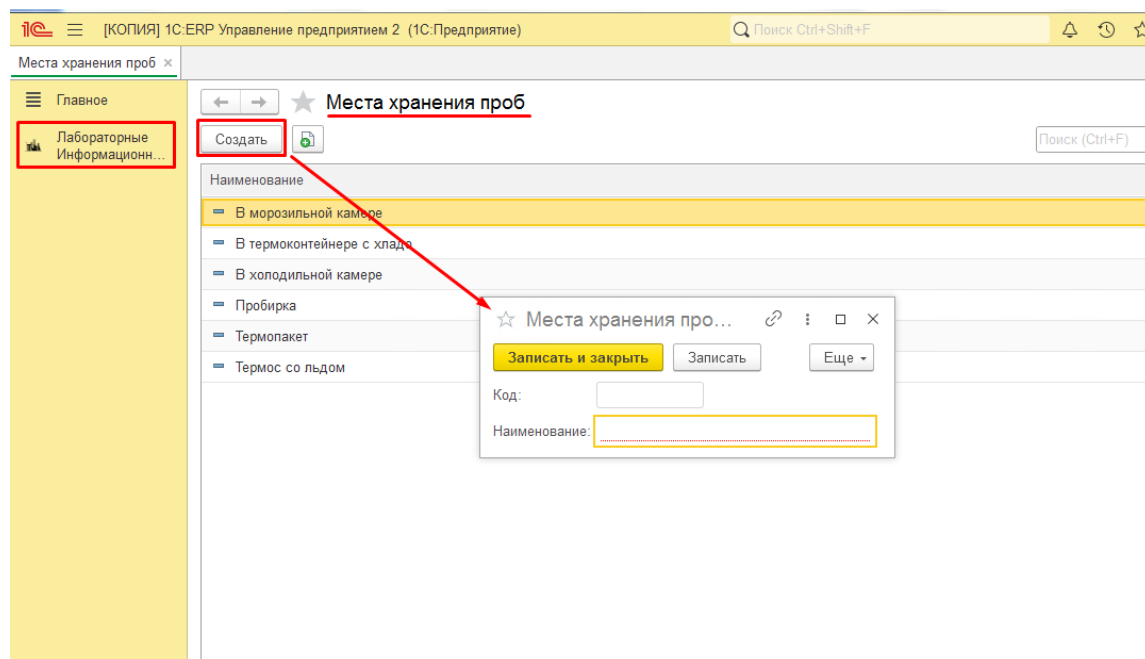 [КОПИЯ] 1С:ERP Управление предприятием 2 (1С:Предприятие)
Поиск Ctrl+Shift+F
Места хранения проб ×
Главное
Лабораторные
Информационн...
Места хранения проб
Создать
Поиск (Ctrl+F)
Наименование
В морозильной камере
В термоконтейнере с хладо
В холодильной камере
Пробирка
Термопакет
Термос со льдом
Места хранения про...
Записать и закрыть
Записать
Еще
Код:
Наименование: